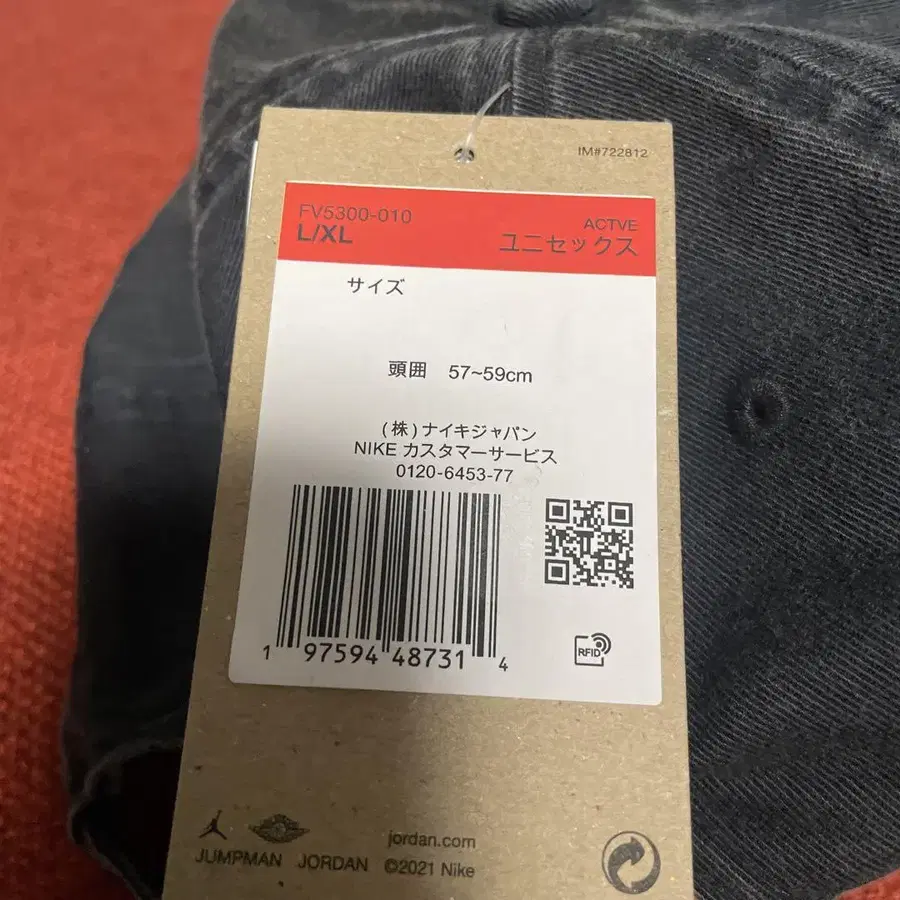 IM#722812
FV5300-010
L/XL
ACTVE
ユニセックス
サイズ
頭囲 57~59cm
(株)ナイキジャパン
NIKE カスタマーサービス
0120-6453-77
1 97594 48731 4
RFID
jordan.com
JUMPMAN JORDAN ©2021 Nike